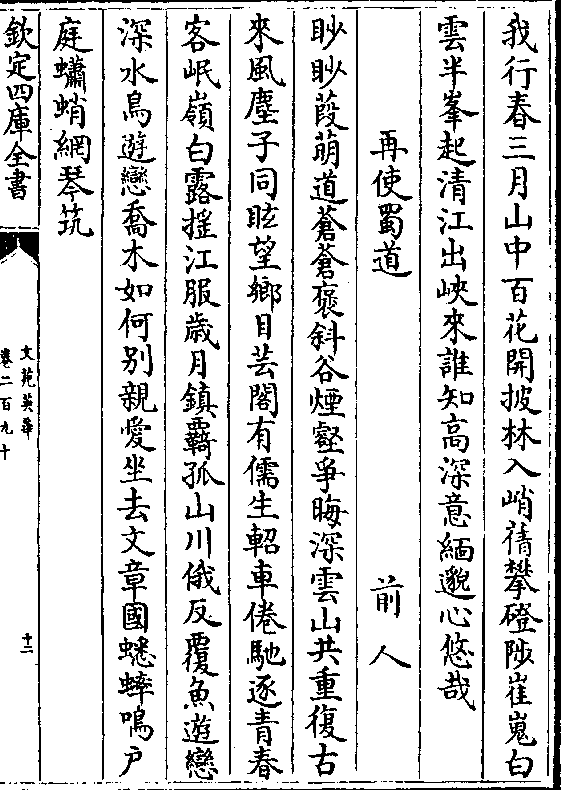 我行春三月山中百花開披林入峭蒨攀磴陟崔嵬白
雲半峯起清江出峽來誰知高深意緬邈心悠哉
再使蜀道　前人
眇眇葭萌道蒼蒼褒斜谷煙壑爭晦深雲山共重復古
來風塵子同眩望鄉目芸閣有儒生軺車倦馳逐青春
客岷嶺白露搖江服歲月鎮羇孤山川俄反覆魚遊戀
深水鳥遊戀喬木如何別親愛坐去文章國蟋蟀鳴戶
庭蠨蛸網琴筑
欽定四庫全書
文苑英華
卷二百九十
十二